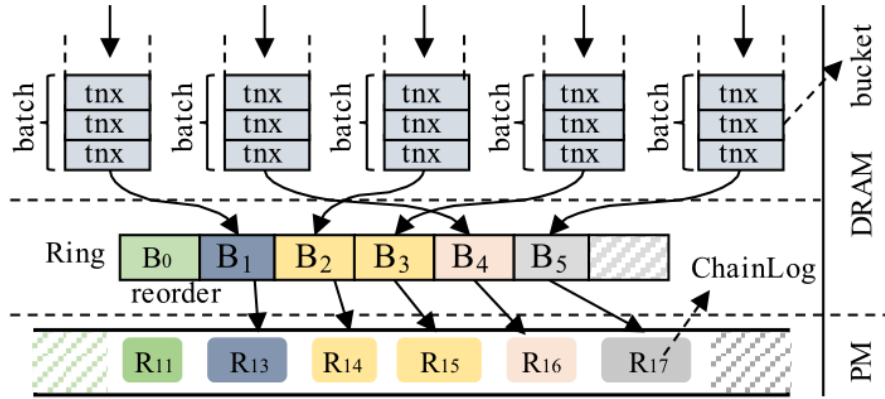 batch tnx batch tnx batch tnx batch tnx batch tnx bucket
tnx tnx tnx tnx tnx
tnx tnx tnx tnx tnx
DRAM
Ring B0 B1 B2 B3 B4 B5 ChainLog
reorder
R11 R13 R14 R15 R16 R17 PM